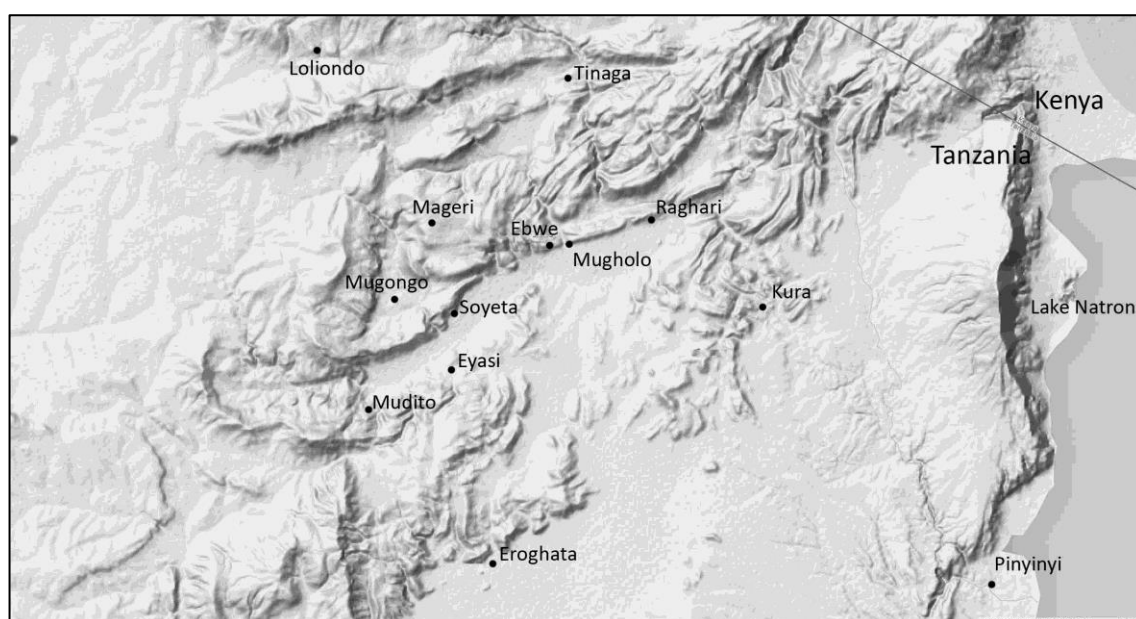 Loliondo
Tinaga
Kenya
Tanzania
Mageri
Raghari
Ebwe
Mugholo
Mugongo
Soyeta
Kura
Lake Natron
Eyasi
Mudito
Eroghata
Pinyinyi